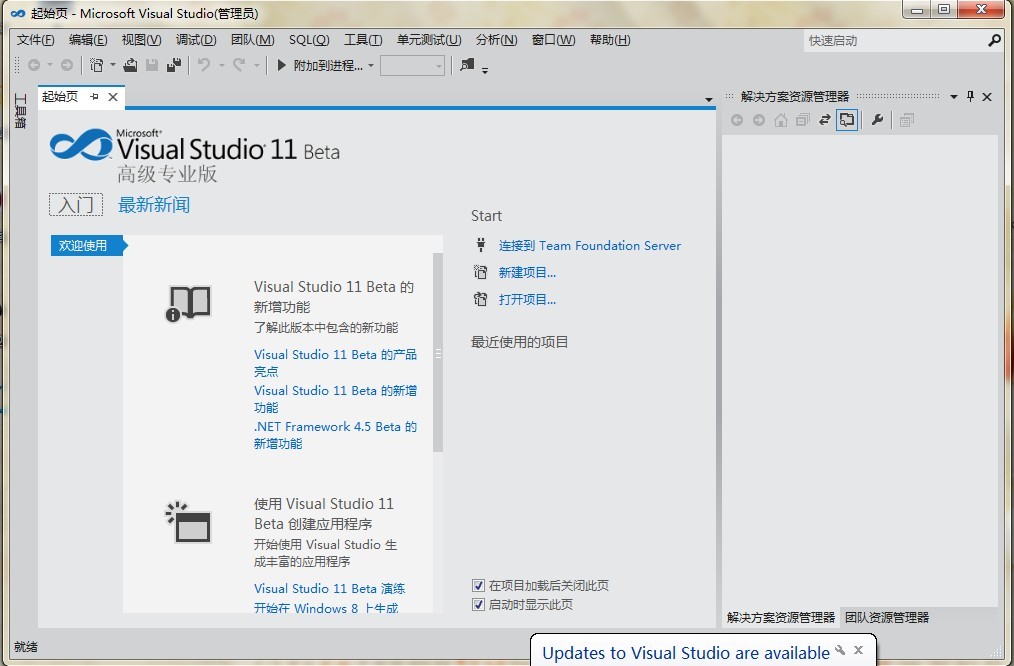 起始页 - Microsoft Visual Studio(管理员)
文件(F) 编辑(E) 视图(V) 调试(D) 团队(M) SQL(Q) 工具(T) 单元测试(U) 分析(N) 窗口(W) 帮助(H)
快速启动
附加到进程...
工具箱
起始页
解决方案资源管理器
Microsoft®
Visual Studio 11 Beta
高级专业版
入门 最新新闻
欢迎使用
Visual Studio 11 Beta 的
新增功能
了解此版本中包含的新功能
Visual Studio 11 Beta 的产品
亮点
Visual Studio 11 Beta 的新增
功能
.NET Framework 4.5 Beta 的
新增功能
使用 Visual Studio 11
Beta 创建应用程序
开始使用 Visual Studio 生
成丰富的应用程序
Visual Studio 11 Beta 演练
开始在 Windows 8 上生成
Start
连接到 Team Foundation Server
新建项目...
打开项目...
最近使用的项目
在项目加载后关闭此页
启动时显示此页
解决方案资源管理器 团队资源管理器
就绪
Updates to Visual Studio are available